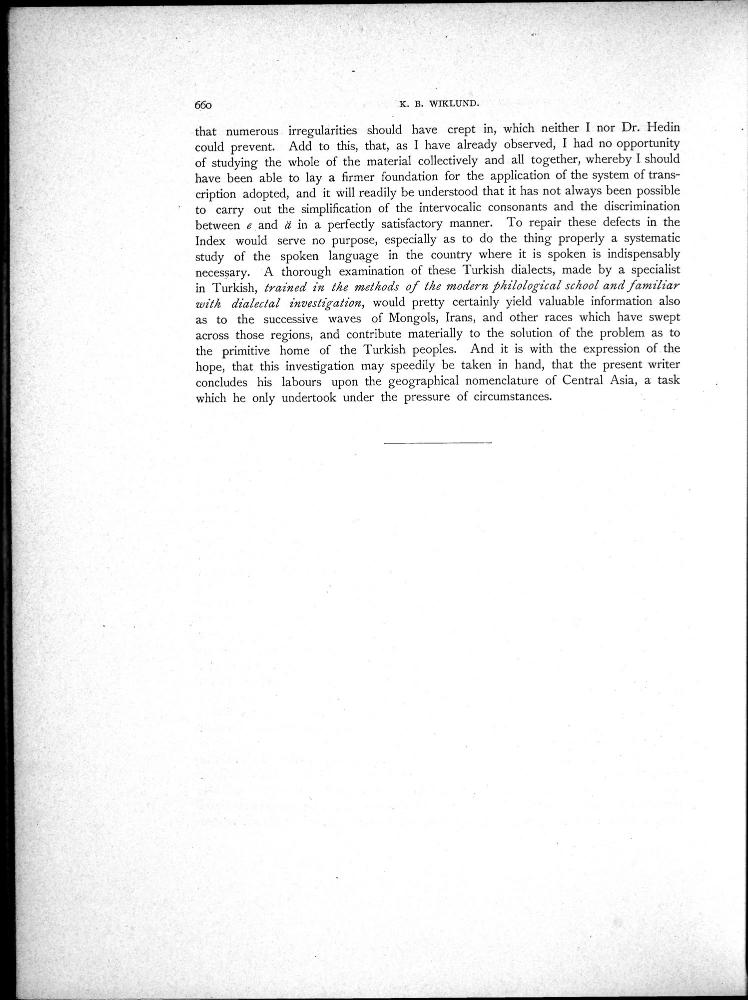 660
K. B. WIKLUND.
that numerous irregularities should have crept in, which neither I nor Dr. Hedin
could prevent. Add to this, that, as I have already observed, I had no opportunity
of studying the whole of the material collectively and all together, whereby I should
have been able to lay a firmer foundation for the application of the system of trans-
cription adopted, and it will readily be understood that it has not always been possible
to carry out the simplification of the intervocalic consonants and the discrimination
between e and ä in a perfectly satisfactory manner. To repair these defects in the
Index would serve no purpose, especially as to do the thing properly a systematic
study of the spoken language in the country where it is spoken is indispensably
necessary. A thorough examination of these Turkish dialects, made by a specialist
in Turkish, trained in the methods of the modern philological school and familiar
with dialectal investigation, would pretty certainly yield valuable information also
as to the successive waves of Mongols, Irans, and other races which have swept
across those regions, and contribute materially to the solution of the problem as to
the primitive home of the Turkish peoples. And it is with the expression of the
hope, that this investigation may speedily be taken in hand, that the present writer
concludes his labours upon the geographical nomenclature of Central Asia, a task
which he only undertook under the pressure of circumstances.